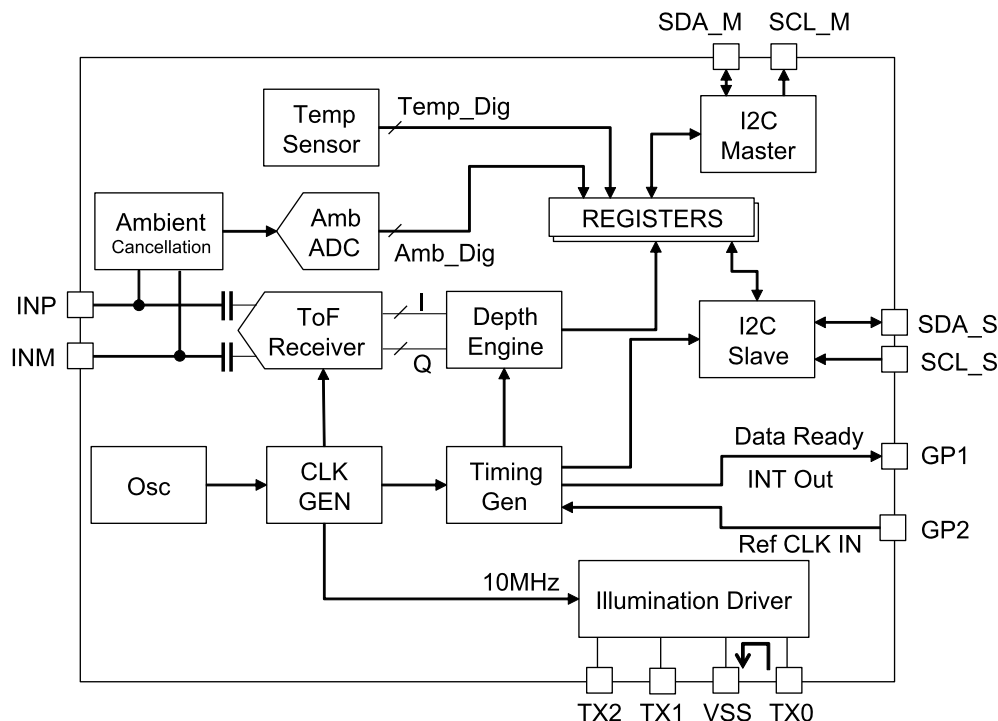 SDA_M
SCL_M
Temp
Sensor
Temp_Dig
I2C
Master
Ambient
Cancellation
Amb
ADC
Amb_Dig
REGISTERS
INP
INM
ToF
Receiver
I
Q
Depth
Engine
I2C
Slave
SDA_S
SCL_S
Osc
CLK
GEN
Timing
Gen
Data Ready
INT Out
GP1
Ref CLK IN
GP2
10MHz
Illumination Driver
TX2
TX1
VSS
TX0